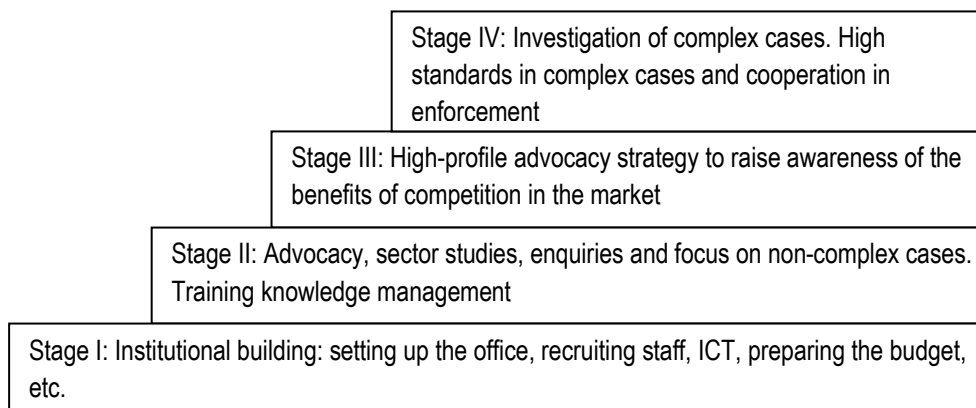 Stage IV: Investigation of complex cases. High
standards in complex cases and cooperation in
enforcement
Stage III: High-profile advocacy strategy to raise awareness of the
benefits of competition in the market
Stage II: Advocacy, sector studies, enquiries and focus on non-complex cases.
Training knowledge management
Stage I: Institutional building: setting up the office, recruiting staff, ICT, preparing the budget,
etc.